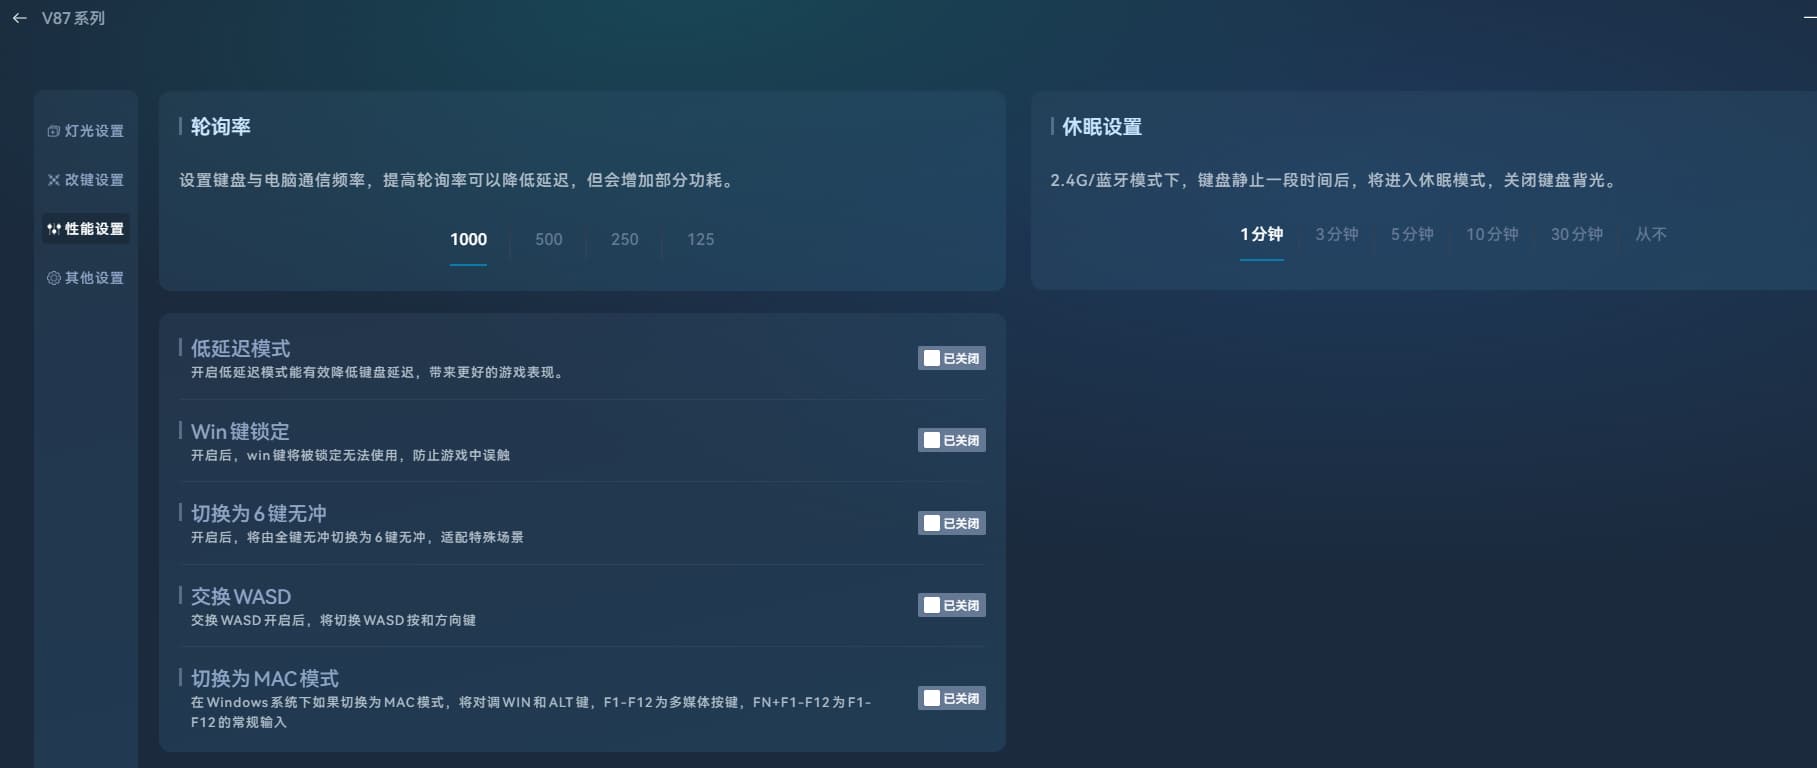 V87系列
灯光设置
改键设置
性能设置
其他设置
轮询率
设置键盘与电脑通信频率，提高轮询率可以降低延迟，但会增加部分功耗。
1000 500 250 125
休眠设置
2.4G/蓝牙模式下，键盘静止一段时间后，将进入休眠模式，关闭键盘背光。
1分钟 3分钟 5分钟 10分钟 30分钟 从不
低延迟模式
开启低延迟模式能有效降低键盘延迟，带来更好的游戏表现。
已关闭
Win键锁定
开启后，win键将被锁定无法使用，防止游戏中误触
已关闭
切换为6键无冲
开启后，将由全键无冲切换为6键无冲，适配特殊场景
已关闭
交换WASD
交换WASD开启后，将切换WASD按和方向键
已关闭
切换为MAC模式
在Windows系统下如果切换为MAC模式，将对调WIN和ALT键，F1-F12为多媒体按键，FN+F1-F12为F1-
F12的常规输入
已关闭